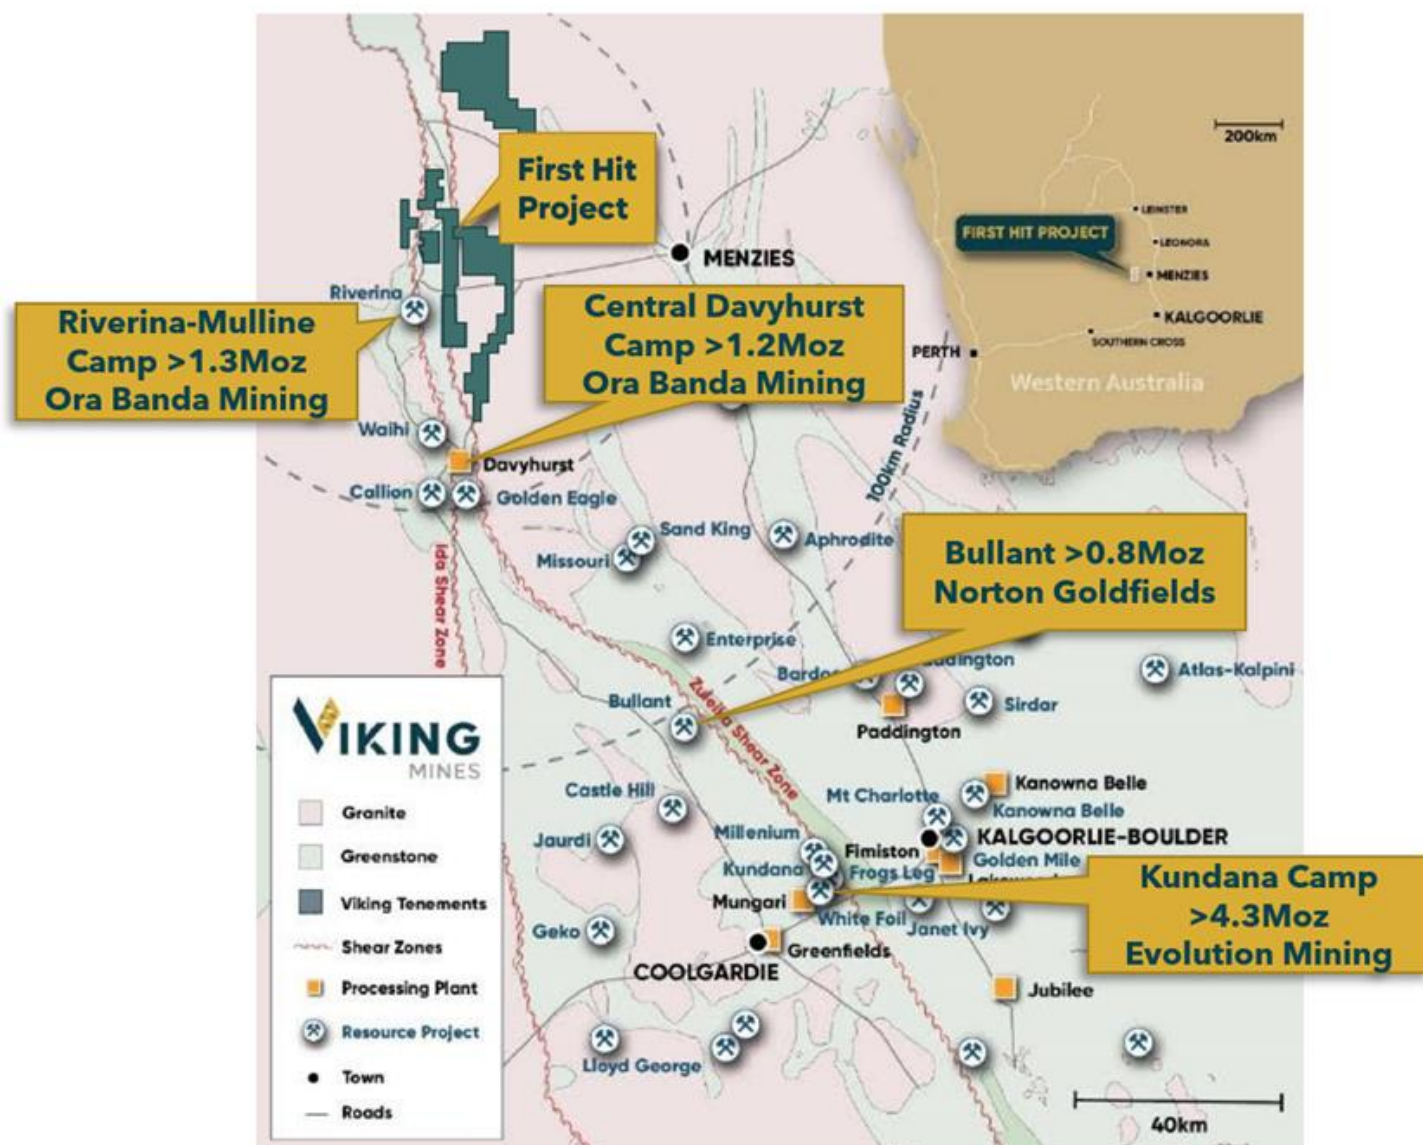 First Hit
Project
200km
LEINSTER
LEONORA
FIRST HIT PROJECT
MENZIES
KALGOORLIE
SOUTHERN CROSS
PERTH
Western Australia
MENZIES
Riverina
Riverina-Mulline
Camp >1.3Moz
Ora Banda Mining
Central Davyhurst
Camp >1.2Moz
Ora Banda Mining
100km Radius
Waihi
Davyhurst
Callion
Golden Eagle
Sand King
Missouri
Aphrodite
Ida Shear Zone
Bullant >0.8Moz
Norton Goldfields
Enterprise
Atlas-Kalpini
Bullant
Zuleika Shear Zone
Sirdar
Paddington
VIKING
MINES
Granite
Greenstone
Viking Tenements
Shear Zones
Processing Plant
Resource Project
Town
Roads
Castle Hill
Jaurdi
Geko
Mt Charlotte
Kanowna Belle
Kanowna Belle
Millenium
Fimiston
KALGOORLIE-BOULDER
Golden Mile
Kundana
Frogs Leg
Mungari
White Foil
Janet Ivy
Kundana Camp
>4.3Moz
Evolution Mining
Greenfields
COOLGARDIE
Jubilee
Lloyd George
40km